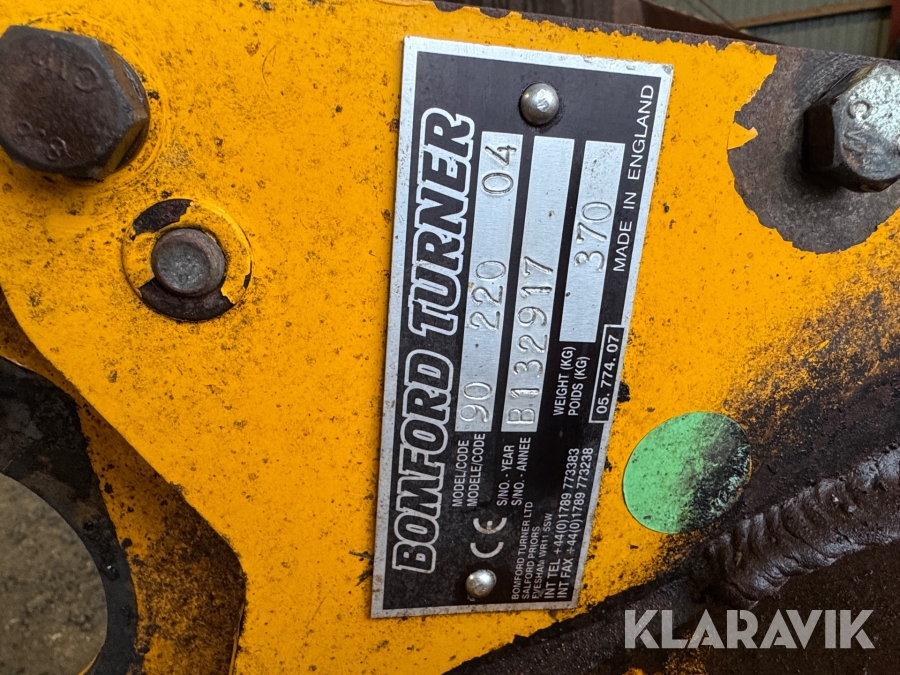 BOMFORD TURNER
MODEL/CODE
MODELE/CODE
90 220 04
S/NO. - YEAR
S/NO. - ANNEE
B132917
WEIGHT (KG)
POIDS (KG)
370
BOMFORD TURNER LTD
SALFORD PRIORS
EVESHAM WR11 5SW
INT TEL +44(0)1789 773383
INT FAX +44(0)1789 773238
05. 774. 07
MADE IN ENGLAND
CE
KLARAVIK